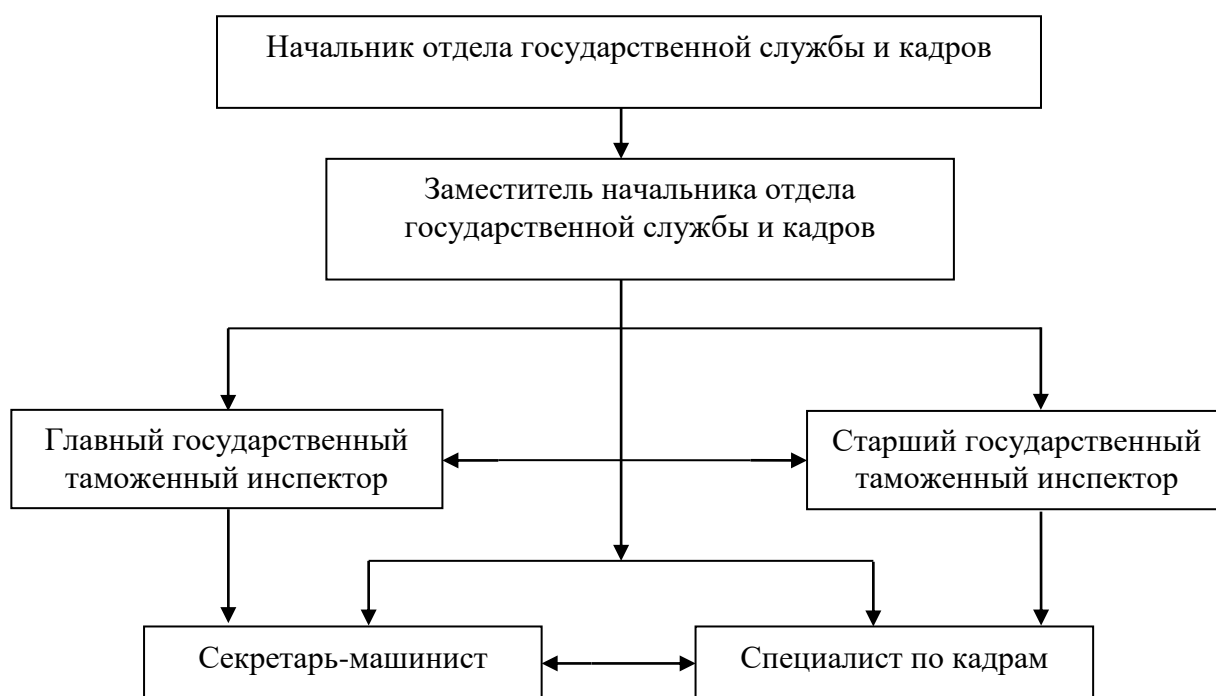 Начальник отдела государственной службы и кадров
Заместитель начальника отдела
государственной службы и кадров
Главный государственный
таможенный инспектор
Старший государственный
таможенный инспектор
Секретарь-машинист
Специалист по кадрам